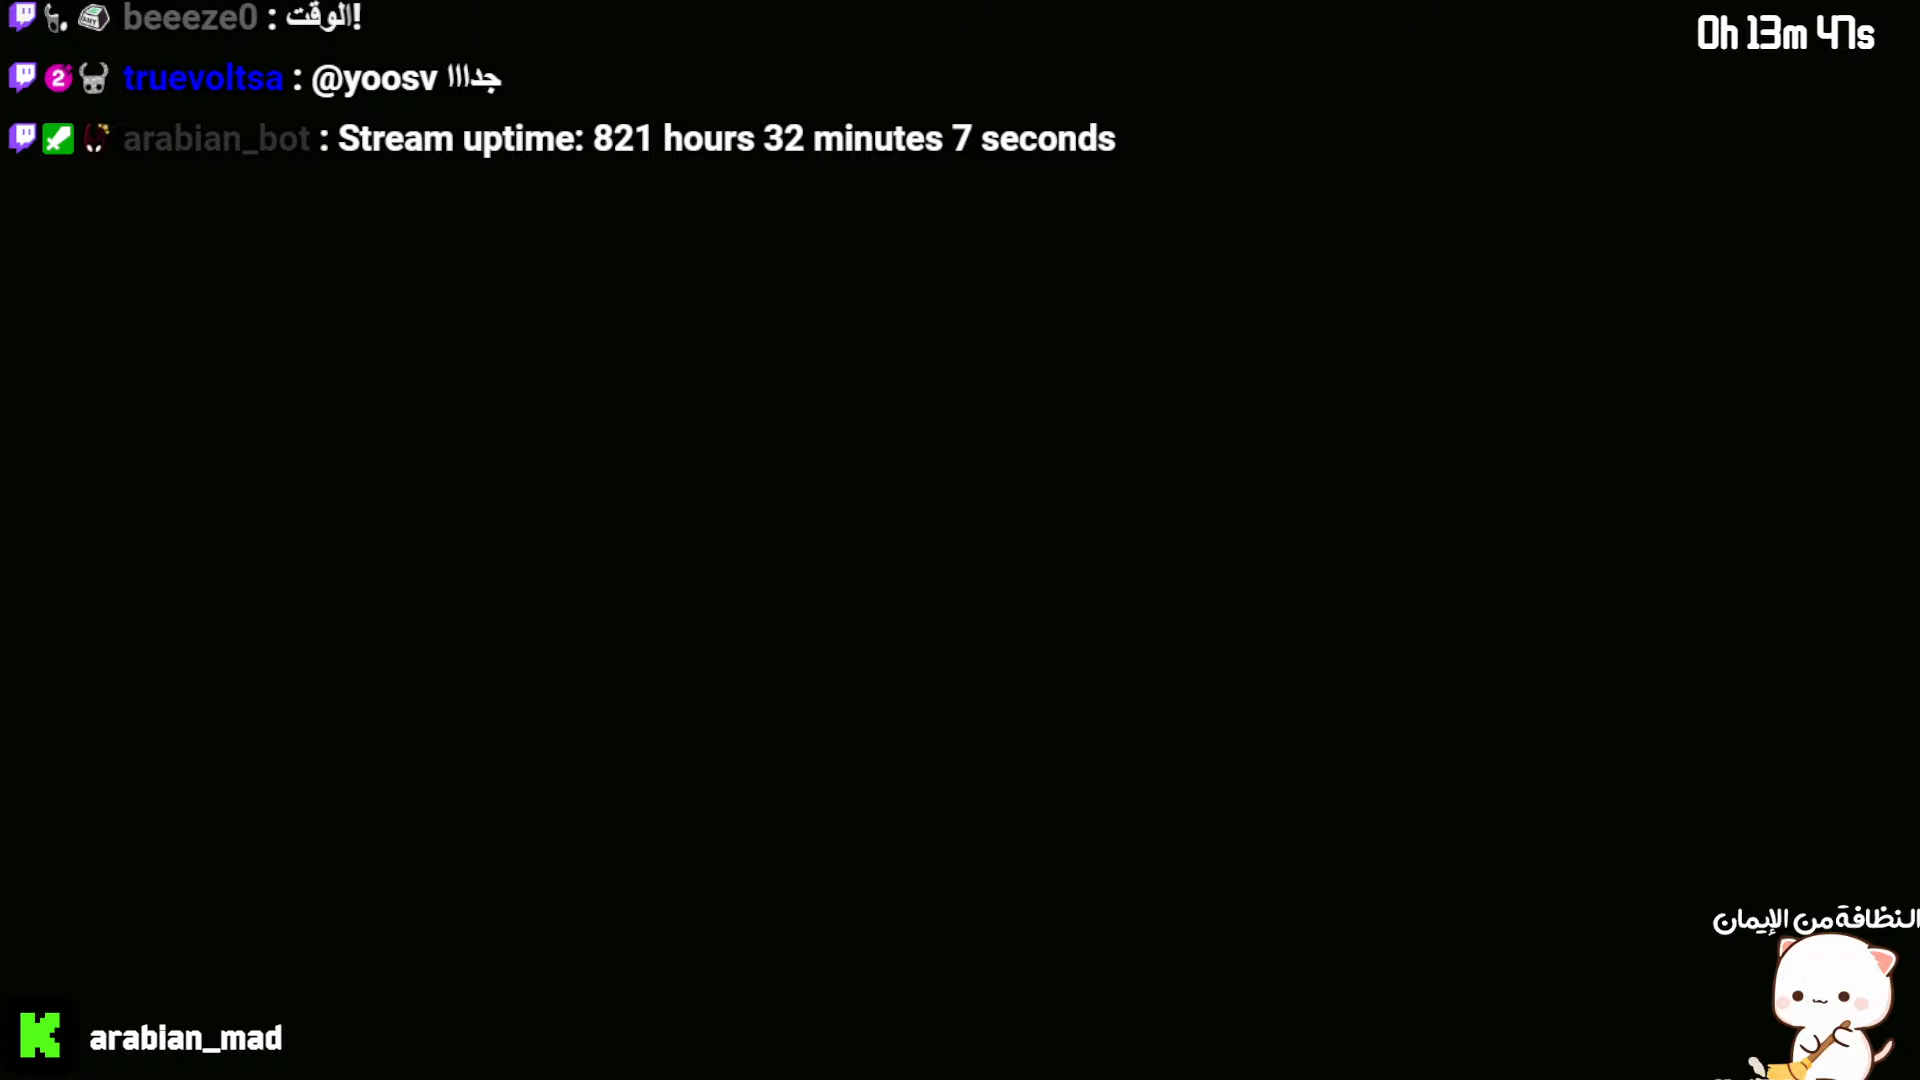 beeeze0 : الوقت!
0h 13m 47s
truevoltsa : @yoosv جدااا
arabian_bot : Stream uptime: 821 hours 32 minutes 7 seconds
النظافة من الإيمان
arabian_mad